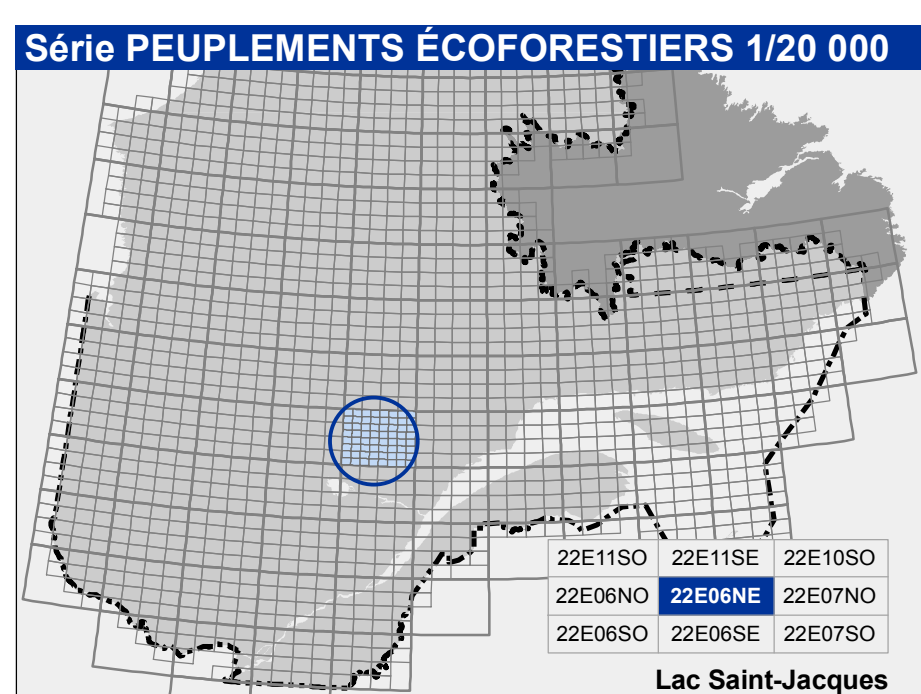 Série PEUPLEMENTS ÉCOFORESTIERS 1/20 000
22E11SO 22E11SE 22E10SO
22E06NO 22E06NE 22E07NO
22E06SO 22E06SE 22E07SO
Lac Saint-Jacques